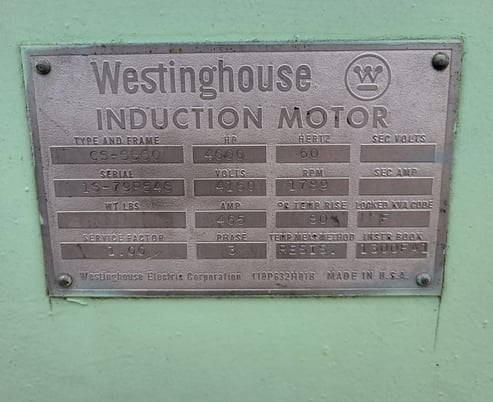 Westinghouse
INDUCTION MOTOR
TYPE AND FRAME HP HERTZ SEC VOLTS
4000 60
SERIAL VOLTS RPM SEC AMP
4160 1789
WT LBS AMP °C TEMP RISE LOCKED KVA CODE
465 80 F
SERVICE FACTOR PHASE TEMP MEAS METHOD INSTR BOOK
1.00 3 RESIS.
Westinghouse Electric Corporation MADE IN U.S.A.